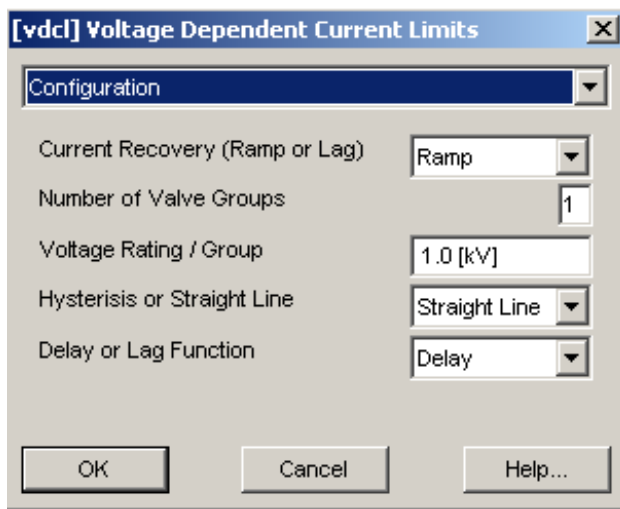 [vdcl] Voltage Dependent Current Limits
Configuration
Current Recovery (Ramp or Lag) Ramp
Number of Valve Groups 1
Voltage Rating / Group 1.0 [kV]
Hysterisis or Straight Line Straight Line
Delay or Lag Function Delay
OK Cancel Help...